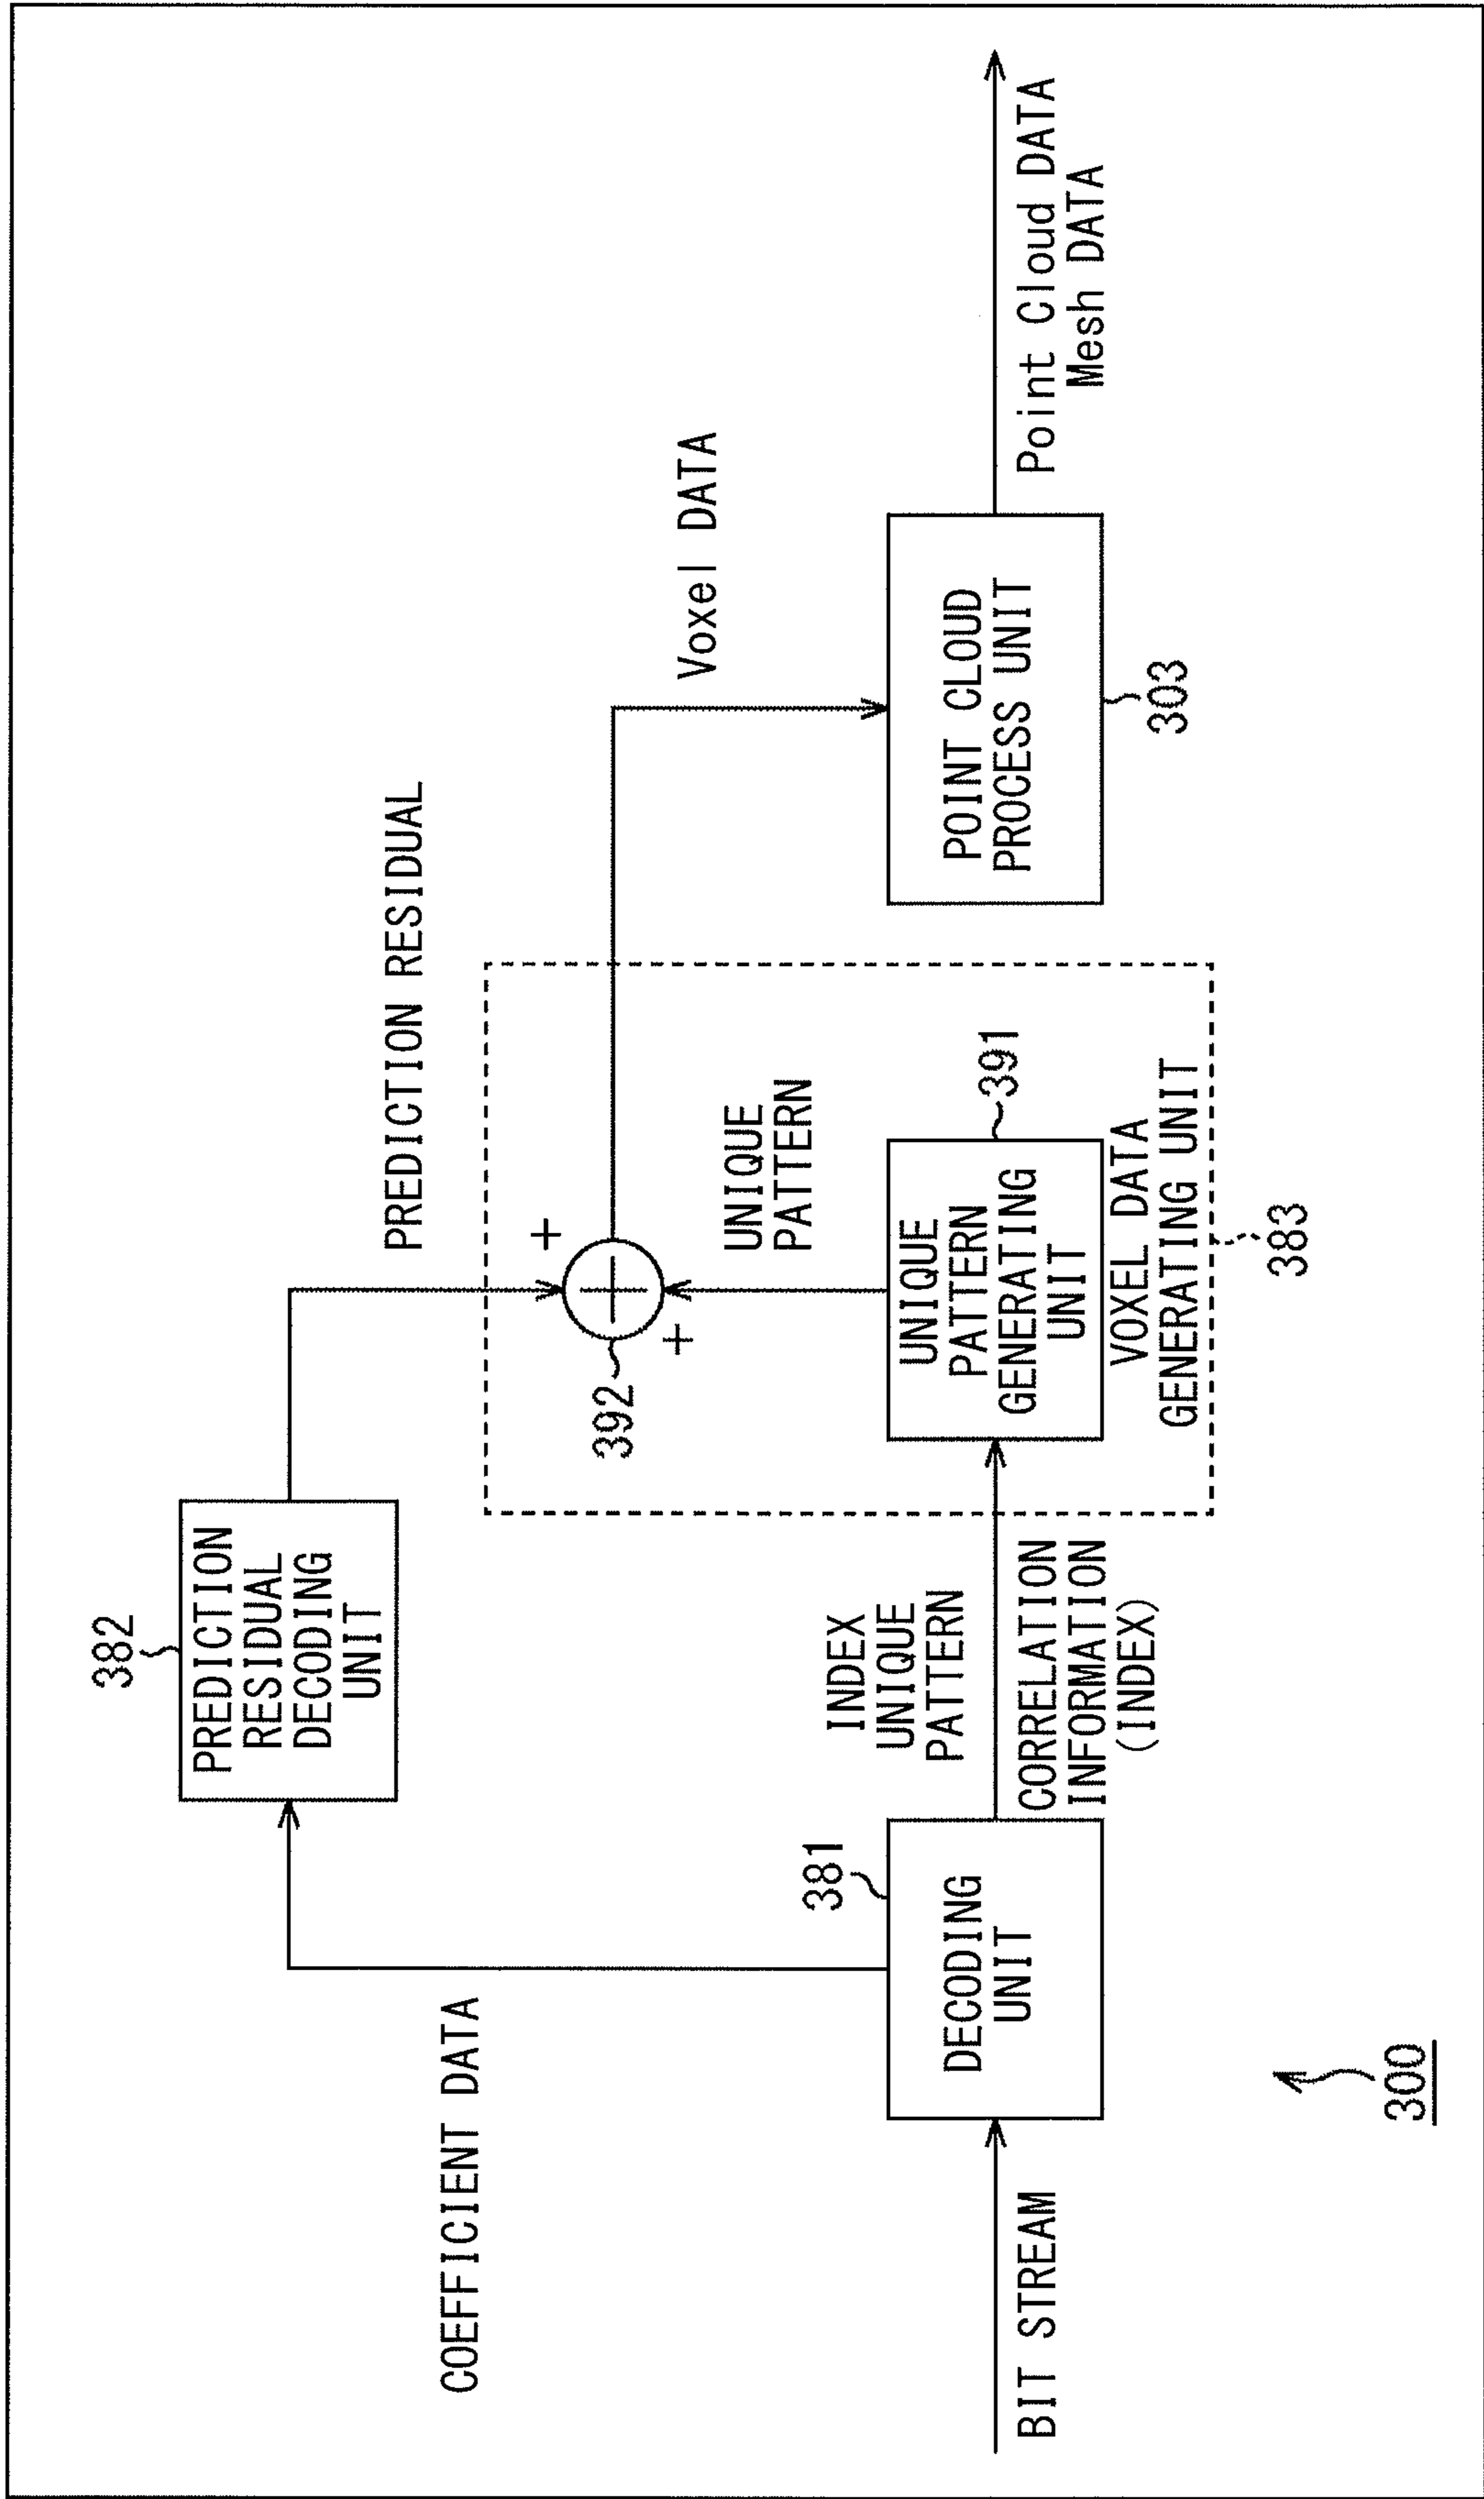 COEFFICIENT DATA
382
PREDICTION
RESIDUAL
DECODING
UNIT
PREDICTION RESIDUAL
BIT STREAM
381
DECODING
UNIT
INDEX
UNIQUE
PATTERN
CORRELATION
INFORMATION
(INDEX)
392
+
+
UNIQUE
PATTERN
391
UNIQUE
PATTERN
GENERATING
UNIT
VOXEL DATA
GENERATING UNIT
383
Voxel DATA
POINT CLOUD
PROCESS UNIT
303
Point Cloud DATA
Mesh DATA
300